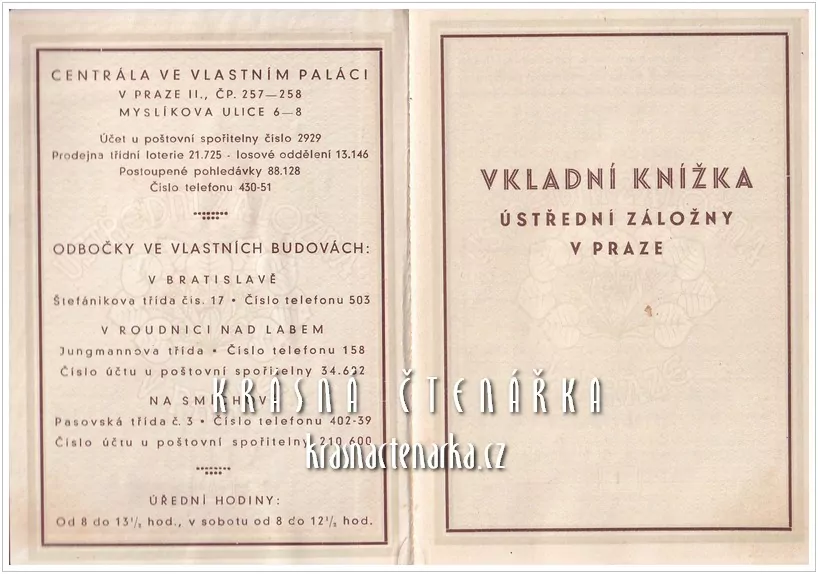 CENTRÁLA VE VLASTNÍM PALÁCI
V PRAZE II., ČP. 257—258
MYSLÍKOVA ULICE 6—8
Účet u poštovní spořitelny číslo 2929
Prodejna třídní loterie 21.725 - losové oddělení 13.146
Postoupené pohledávky 88.128
Číslo telefonu 430-51
ODBOČKY VE VLASTNÍCH BUDOVÁCH:
V BRATISLAVĚ
Štefánikova třída čis. 17 • Číslo telefonu 503
V ROUDNICI NAD LABEM
Jungmannova třída • Číslo telefonu 158
Číslo účtu u poštovní spořitelny 34.622
NA SMÍCHOVĚ
Pasovská třída č. 3 • Číslo telefonu 402-39
Číslo účtu u poštovní spořitelny 210.600
ÚŘEDNÍ HODINY:
Od 8 do 13½ hod., v sobotu od 8 do 12½ hod.
VKLADNÍ KNÍŽKA
ÚSTŘEDNÍ ZÁLOŽNY
V PRAZE
KRÁSNÁ ČTENÁŘKA
krasnactenarka.cz